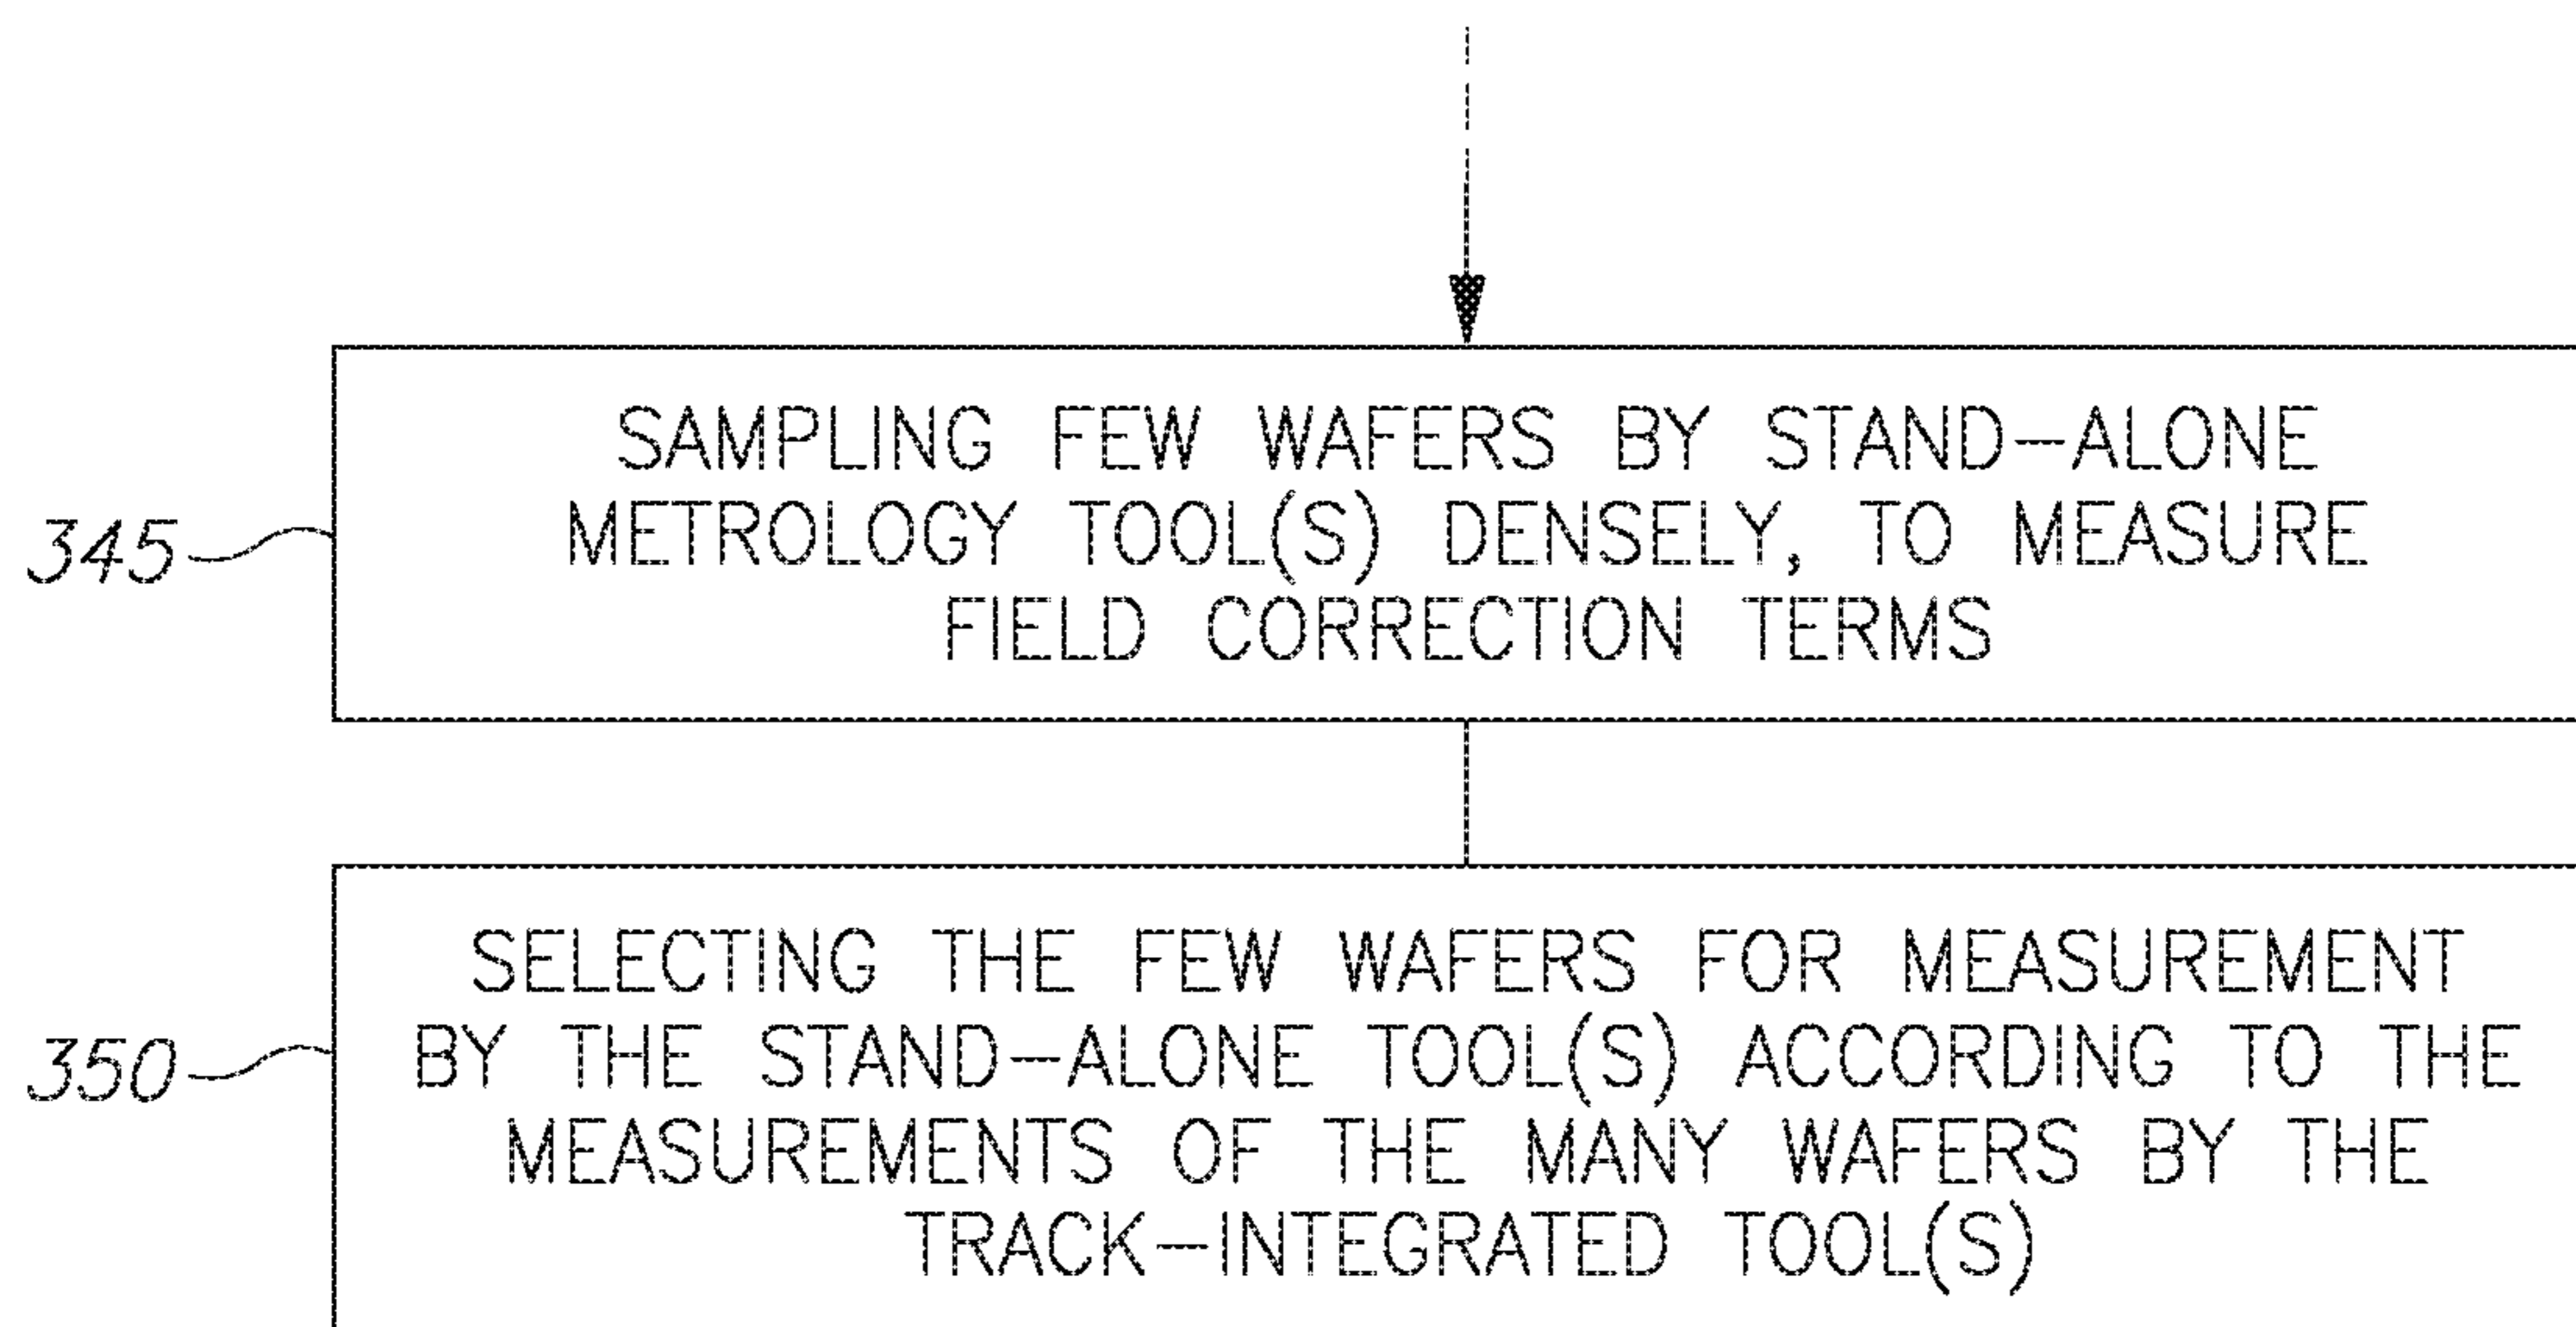 SAMPLING FEW WAFERS BY STAND-ALONE
METROLOGY TOOL(S) DENSELY, TO MEASURE
FIELD CORRECTION TERMS
345
SELECTING THE FEW WAFERS FOR MEASUREMENT
BY THE STAND-ALONE TOOL(S) ACCORDING TO THE
MEASUREMENTS OF THE MANY WAFERS BY THE
TRACK-INTEGRATED TOOL(S)
350